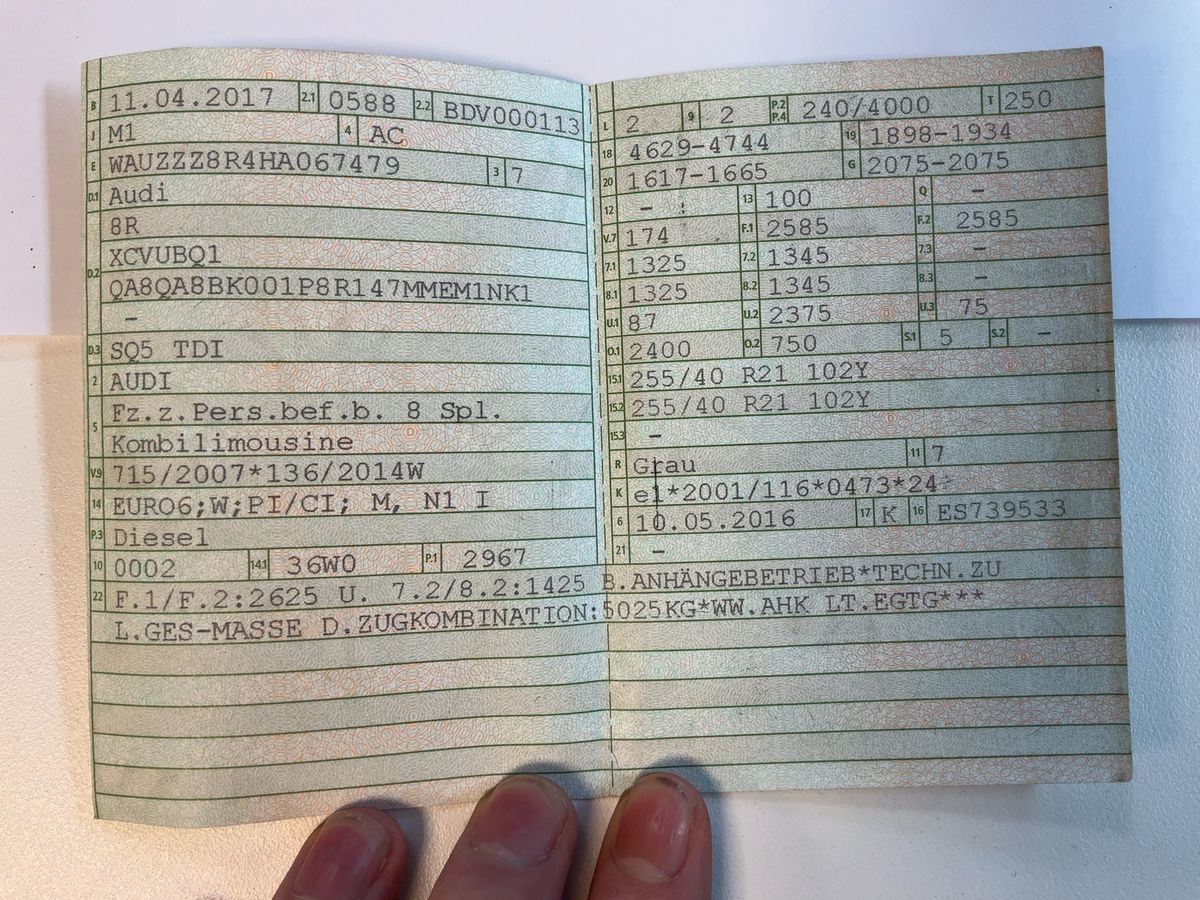 B 11.04.2017 2.1 0588 2.2 BDV000113
J M1 4 AC
E WAUZZZ8R4HA067479 3 7
D.1 Audi
8R
XCVUBQ1
D.2 QA8QA8BK001P8R147MMEM1NK1
–
D.3 SQ5 TDI
2 AUDI
5 Fz.z.Pers.bef.b. 8 Spl.
Kombilimousine
V.9 715/2007*136/2014W
14 EURO6;W;PI/CI; M, N1 I
P.3 Diesel
10 0002 14.1 36W0 P.1 2967
L 2 9 2 P.2 P.4 240/4000 T 250
18 4629-4744 19 1898-1934
20 1617-1665 G 2075-2075
12 – 13 100 Q –
V.7 174 F.1 2585 F.2 2585
7.1 1325 7.2 1345 7.3 –
8.1 1325 8.2 1345 8.3 –
U.1 87 U.2 2375 U.3 75
O.1 2400 O.2 750 S.1 5 S.2 –
15.1 255/40 R21 102Y
15.2 255/40 R21 102Y
15.3 –
R Grau 11 7
K e1*2001/116*0473*24
6 10.05.2016 17 K 16 ES739533
21 –
22 F.1/F.2:2625 U. 7.2/8.2:1425 B.ANHÄNGEBETRIEB*TECHN.ZU
L.GES-MASSE D.ZUGKOMBINATION:5025KG*WW.AHK LT.EGTG***